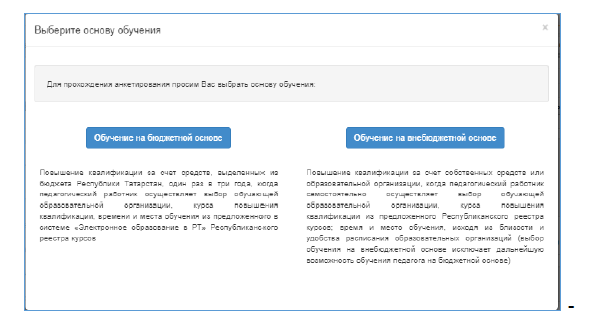 Выберите основу обучения
×
Для прохождения анкетирования просим Вас выбрать основу обучения:
Обучение на бюджетной основе
Повышение квалификации за счет средств, выделенных из
бюджета Республики Татарстан, один раз в три года, когда
педагогический работник осуществляет выбор обучающей
образовательной организации, курса повышения
квалификации, времени и места обучения из предложенного в
системе «Электронное образование в РТ» Республиканского
реестра курсов
Обучение на внебюджетной основе
Повышение квалификации за счет собственных средств или
образовательной организации, когда педагогический работник
самостоятельно осуществляет выбор обучающей
образовательной организации, курса повышения
квалификации из предложенного Республиканского реестра
курсов; время и место обучения, исходя из близости и
удобства расписания образовательных организаций (выбор
обучения на внебюджетной основе исключает дальнейшую
возможность обучения педагога на бюджетной основе)
-